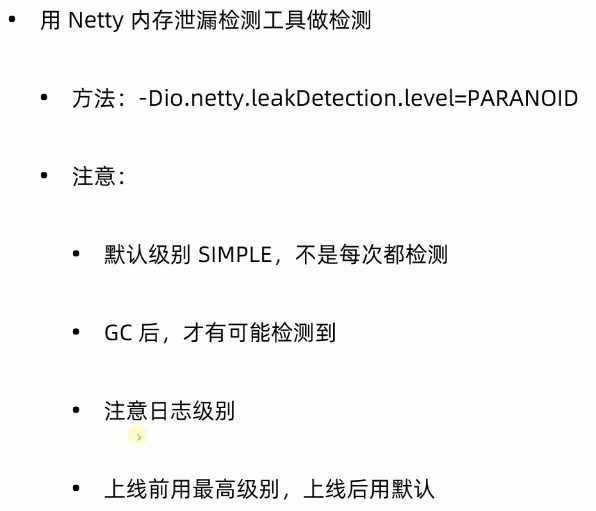 • 用 Netty 内存泄漏检测工具做检测
• 方法：-Dio.netty.leakDetection.level=PARANOID
• 注意：
• 默认级别 SIMPLE，不是每次都检测
• GC 后，才有可能检测到
• 注意日志级别
• 上线前用最高级别，上线后用默认